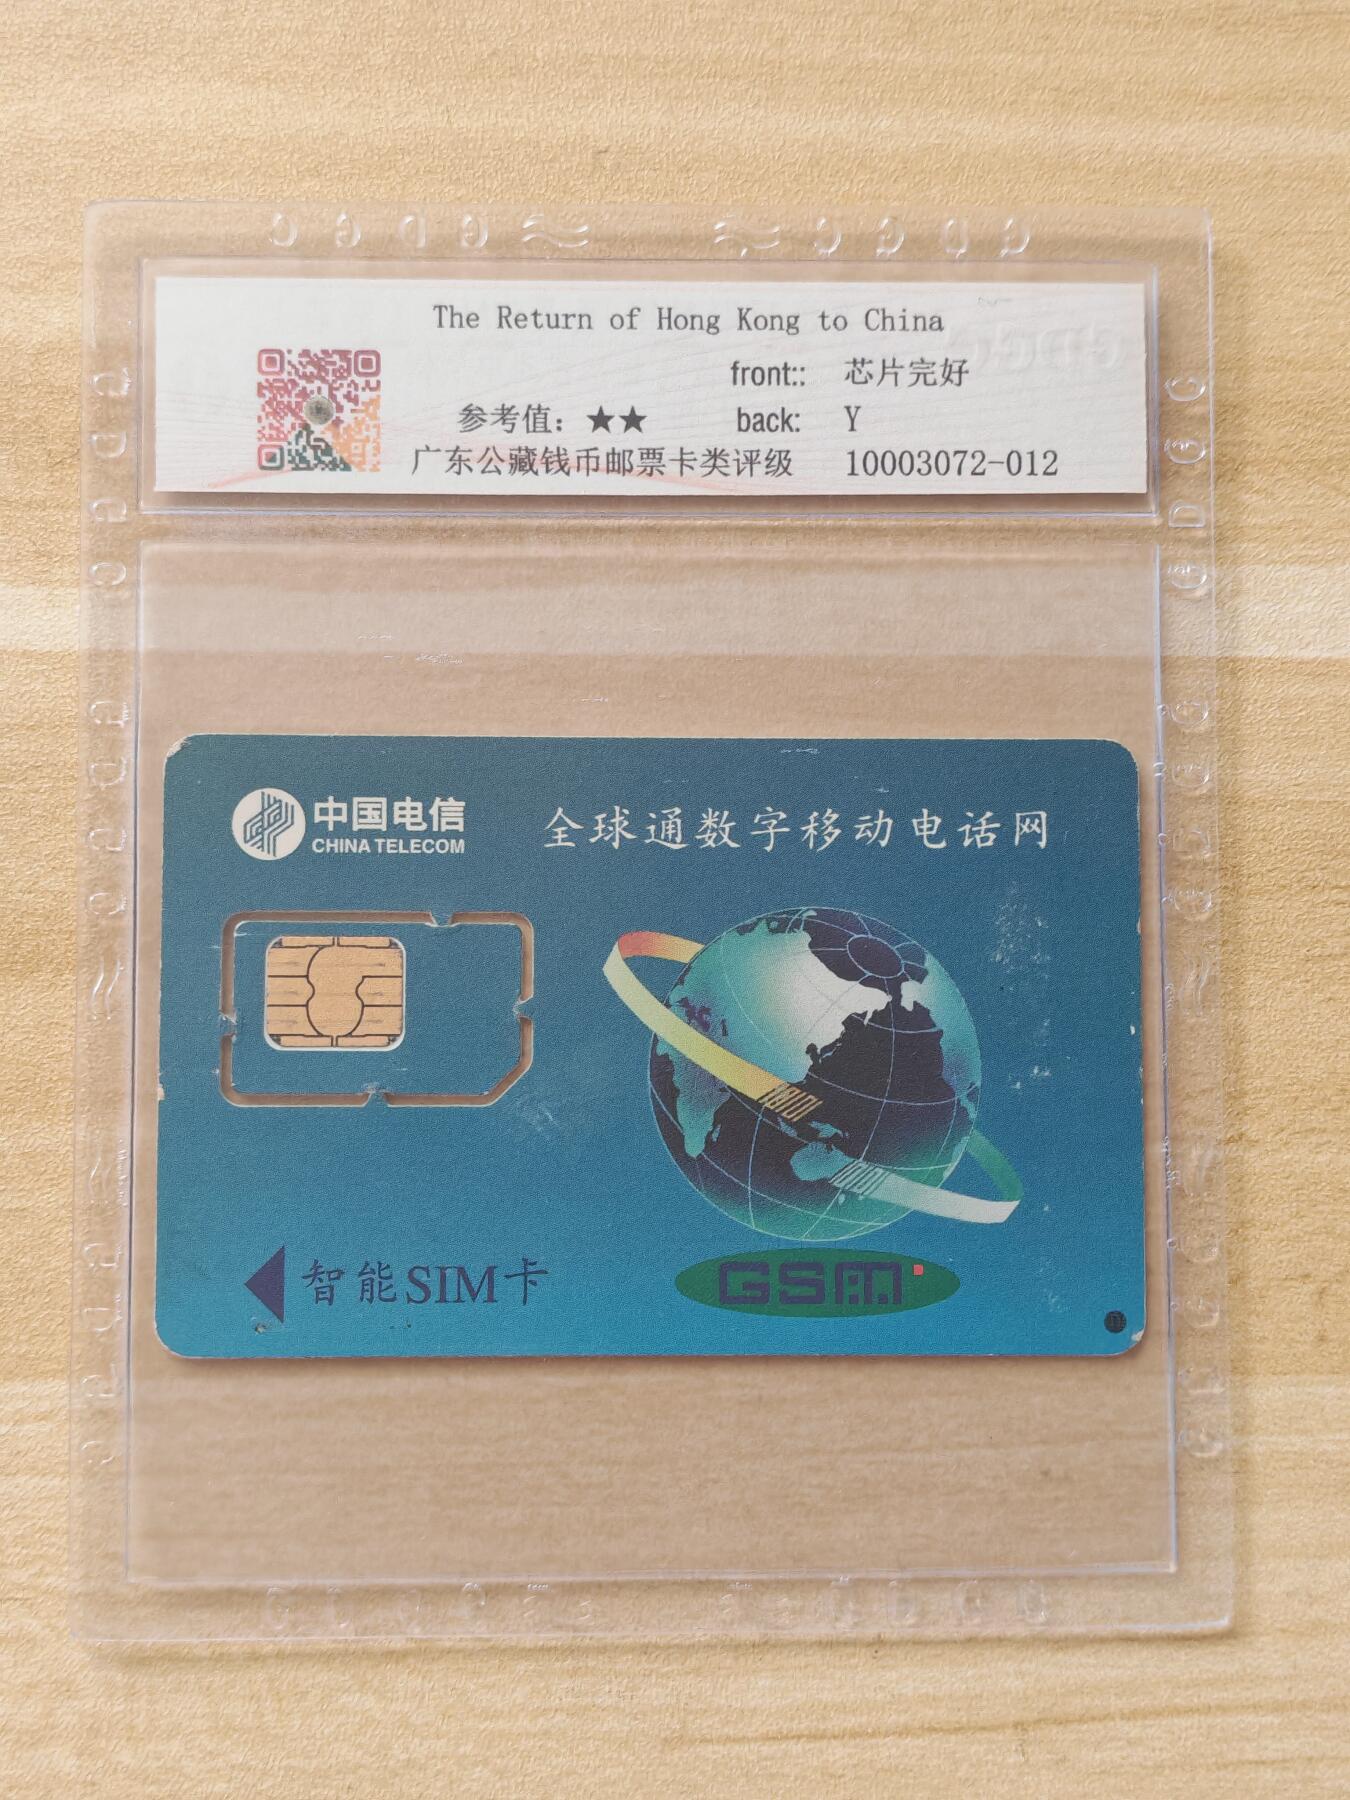 The Return of Hong Kong to China
front:: 芯片完好
参考值：★★ back: Y
广东公藏钱币邮票卡类评级 10003072-012
中国电信
CHINA TELECOM
全球通数字移动电话网
智能SIM卡
GSM